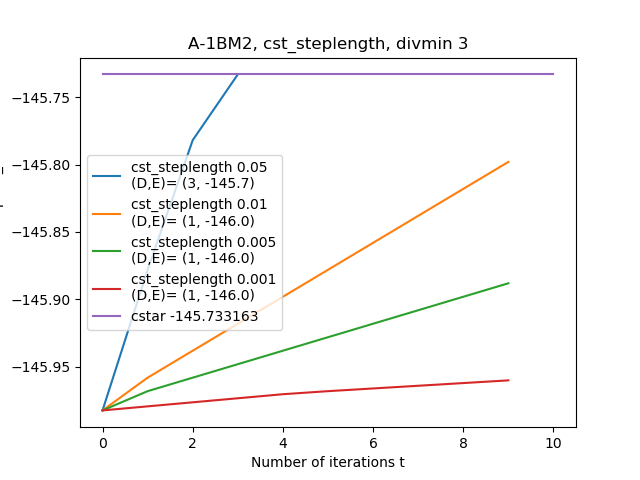 A-1BM2, cst_steplength, divmin 3
−145.75
−145.80
−145.85
−145.90
−145.95
cst_steplength 0.05
(D,E)= (3, -145.7)
cst_steplength 0.01
(D,E)= (1, -146.0)
cst_steplength 0.005
(D,E)= (1, -146.0)
cst_steplength 0.001
(D,E)= (1, -146.0)
cstar -145.733163
0 2 4 6 8 10
Number of iterations t